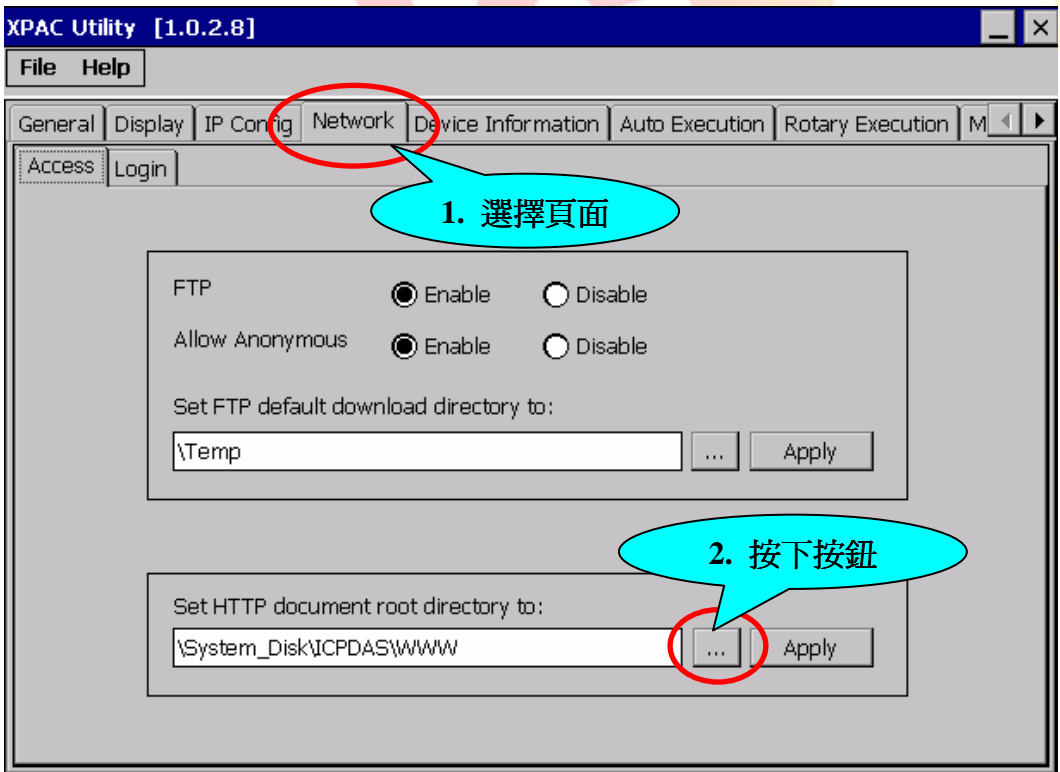 XPAC Utility [1.0.2.8]
File Help
General Display IP Config Network Device Information Auto Execution Rotary Execution M
Access Login
1. 選擇頁面
FTP Enable Disable
Allow Anonymous Enable Disable
Set FTP default download directory to:
\Temp ... Apply
2. 按下按鈕
Set HTTP document root directory to:
\System_Disk\ICPDAS\WWW ... Apply